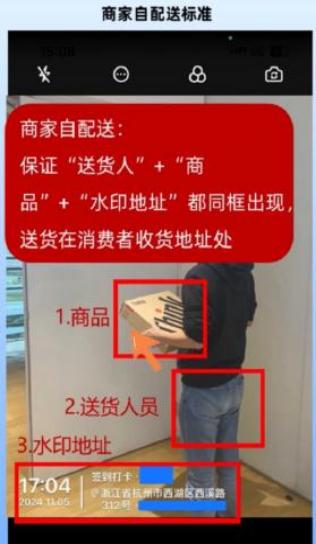 商家自配送标准
商家自配送：
保证“送货人”+“商
品”+“水印地址”都同框出现，
送货在消费者收货地址处
1.商品
think
2.送货人员
3.水印地址
17:04
签到打卡
2024.11.05
浙江省杭州市西湖区西溪路
312号